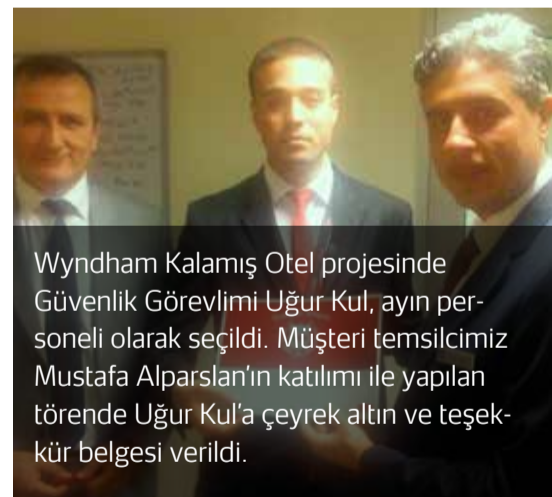 Wyndham Kalamış Otel projesinde
Güvenlik Görevlimi Uğur Kul, ayın per-
soneli olarak seçildi. Müşteri temsilcimiz
Mustafa Alparslan’ın katılımı ile yapılan
törende Uğur Kul’a çeyrek altın ve teşek-
kür belgesi verildi.